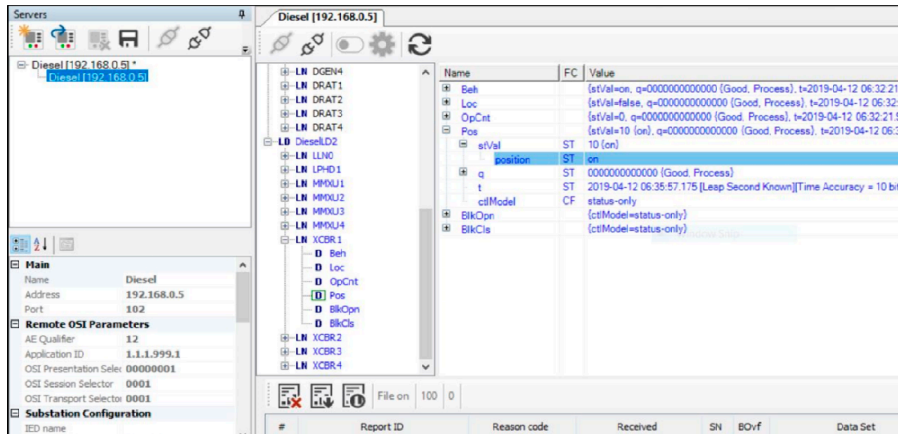 Servers
Diesel [192.168.0.5] *
Diesel [192.168.0.5]
Main
Name Diesel
Address 192.168.0.5
Port 102
Remote OSI Parameters
AE Qualifier 12
Application ID 1.1.1.999.1
OSI Presentation Selec 00000001
OSI Session Selector 0001
OSI Transport Selector 0001
Substation Configuration
IED name
Diesel [192.168.0.5]
LN DGEN4
LN DRAT1
LN DRAT2
LN DRAT3
LN DRAT4
LD DieselLD2
LN LLN0
LN LPHD1
LN MMXU1
LN MMXU2
LN MMXU3
LN MMXU4
LN XCBR1
D Beh
D Loc
D OpCnt
D Pos
D BlkOpn
D BlkCls
LN XCBR2
LN XCBR3
LN XCBR4
Name FC Value
Beh {stVal=on, q=0000000000000 {Good, Process}, t=2019-04-12 06:32:21
Loc {stVal=false, q=0000000000000 {Good, Process}, t=2019-04-12 06:32:
OpCnt {stVal=0, q=0000000000000 {Good, Process}, t=2019-04-12 06:32:21.
Pos {stVal=10 {on}, q=0000000000000 {Good, Process}, t=2019-04-12 06:3
stVal ST 10 {on}
position ST on
q ST 0000000000000 {Good, Process}
t ST 2019-04-12 06:35:57.175 [Leap Second Known][Time Accuracy = 10 bit
ctlModel CF status-only
BlkOpn {ctlModel=status-only}
BlkCls {ctlModel=status-only}
File on 100 0
# Report ID Reason code Received SN BOvf Data Set